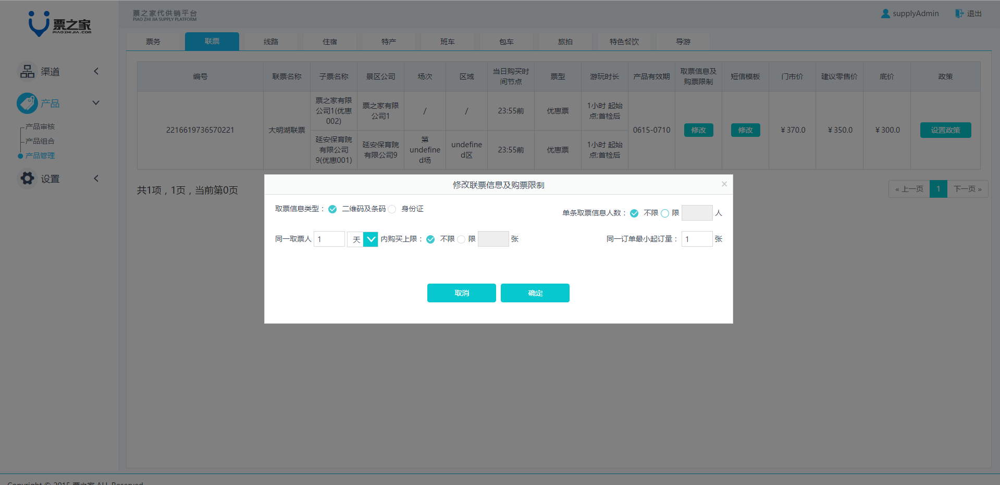 票之家
PIAOZHIJIA.COM
票之家代供销平台
PIAO ZHI JIA SUPPLY PLATFORM
supplyAdmin 退出
票务 联票 线路 住宿 特产 班车 包车 旅拍 特色餐饮 导游
渠道
产品
产品审核
产品组合
产品管理
设置
编号 联票名称 子票名称 景区公司 场次 区域 当日购买时间节点 票型 游玩时长 产品有效期 取票信息及购票限制 短信模板 门市价 建议零售价 底价 政策
2216619736570221 大明湖联票 票之家有限公司1(优惠002) 票之家有限公司1 / / 23:55前 优惠票 1小时 起始点:首检后 0615-0710 修改 修改 ¥370.0 ¥350.0 ¥300.0 设置政策
延安保育院有限公司9(优惠001) 延安保育院有限公司9 第undefined场 undefined区 23:55前 优惠票 1小时 起始点:首检后
共1项，1页，当前第0页
« 上一页 1 下一页 »
修改联票信息及购票限制 ×
取票信息类型： 二维码及条码 身份证 单条取票信息人数： 不限 限 人
同一取票人 1 天 内购买上限： 不限 限 张 同一订单最小起订量： 1 张
取消 确定
Copyright © 2015 票之家 ALL Reserved